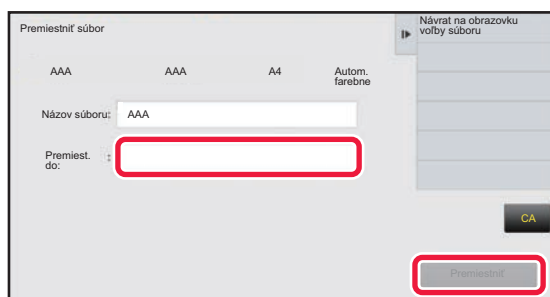 Premiestniť súbor
Návrat na obrazovku
voľby súboru
AAA AAA A4 Autom.
farebne
Názov súboru: AAA
Premiest. :
do:
CA
Premiestniť